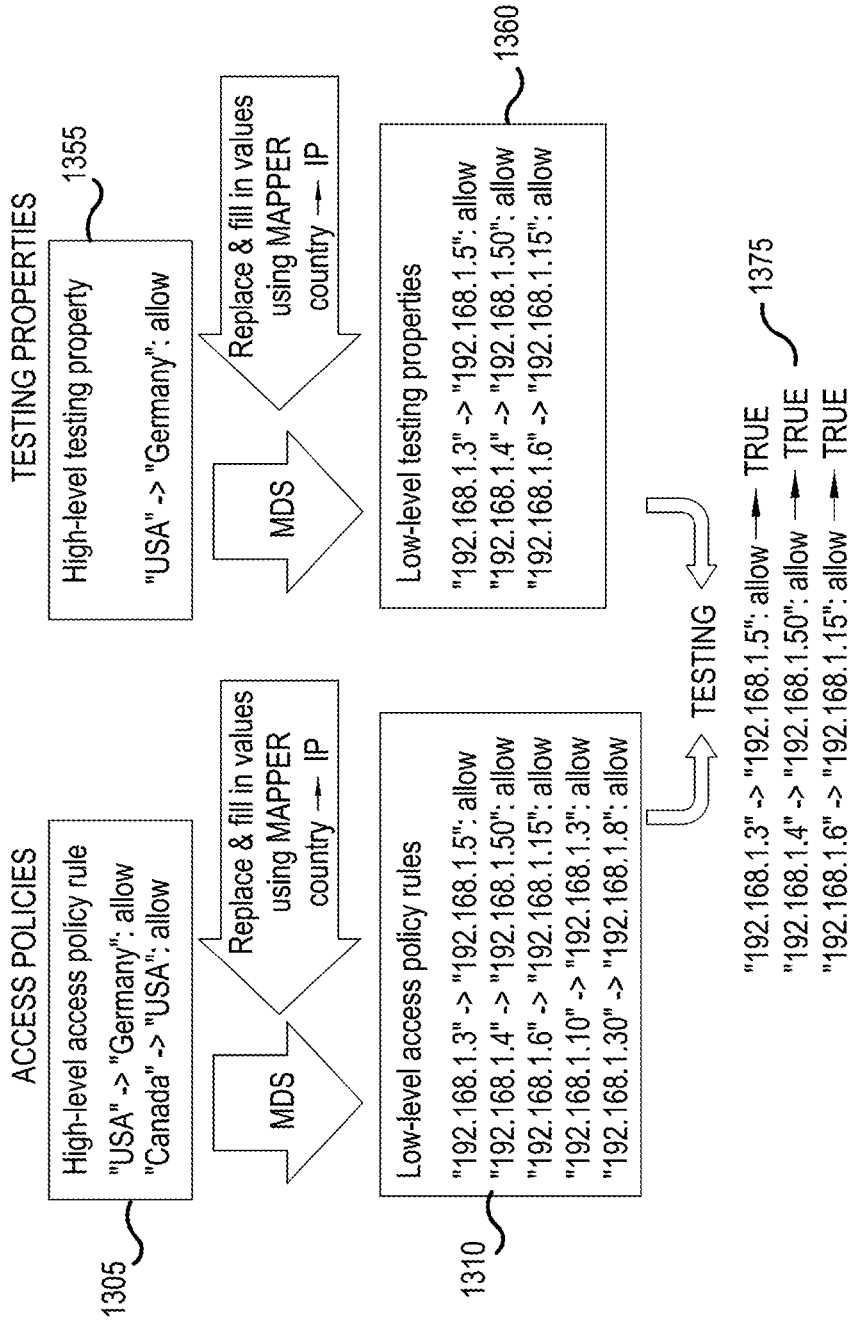 ACCESS POLICIES
1305
High-level access policy rule
"USA" -> "Germany": allow
"Canada" -> "USA": allow
MDS
Replace & fill in values
using MAPPER
country → IP
1310
Low-level access policy rules
"192.168.1.3" -> "192.168.1.5": allow
"192.168.1.4" -> "192.168.1.50": allow
"192.168.1.6" -> "192.168.1.15": allow
"192.168.1.10" -> "192.168.1.3": allow
"192.168.1.30" -> "192.168.1.8": allow
TESTING PROPERTIES
1355
High-level testing property
"USA" -> "Germany": allow
MDS
Replace & fill in values
using MAPPER
country → IP
1360
Low-level testing properties
"192.168.1.3" -> "192.168.1.5": allow
"192.168.1.4" -> "192.168.1.50": allow
"192.168.1.6" -> "192.168.1.15": allow
TESTING
1375
"192.168.1.3" -> "192.168.1.5": allow → TRUE
"192.168.1.4" -> "192.168.1.50": allow → TRUE
"192.168.1.6" -> "192.168.1.15": allow → TRUE